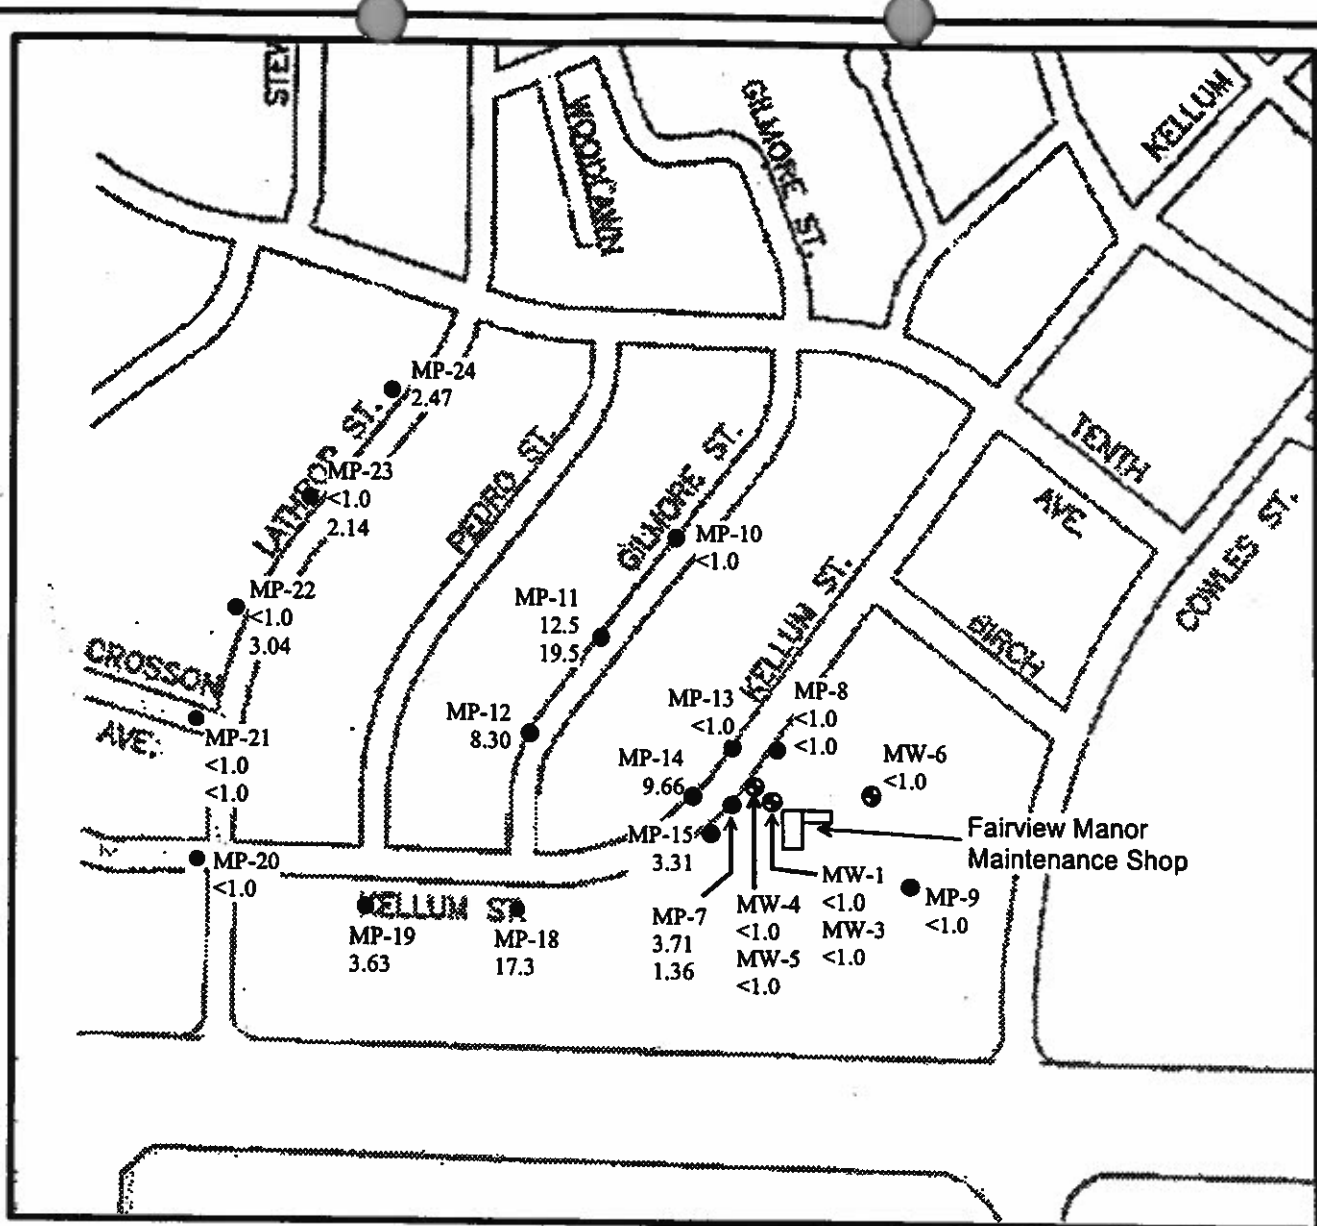 STEV
WOODLAWN
GILMORE ST.
KELLUM
MP-24
2.47
LATHROP ST.
MP-23
<1.0
2.14
PEDRO ST.
GILMORE ST.
TENTH
AVE.
COWLES ST.
MP-10
<1.0
MP-22
<1.0
3.04
MP-11
12.5
19.5
KELLUM ST.
BIRCH
CROSSON
AVE.
MP-21
<1.0
<1.0
MP-12
8.30
MP-13
<1.0
MP-8
<1.0
<1.0
MP-14
9.66
MW-6
<1.0
MP-15
3.31
Fairview Manor
Maintenance Shop
MP-20
<1.0
KELLUM ST.
MP-19
3.63
MP-18
17.3
MP-7
3.71
1.36
MW-4
<1.0
MW-5
<1.0
MW-1
<1.0
MW-3
<1.0
MP-9
<1.0